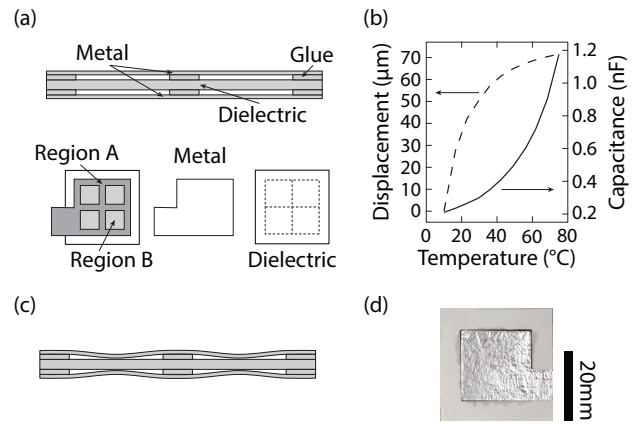 (a)
Metal
Glue
Dielectric
Region A
Metal
Region B
Dielectric
(b)
Displacement (µm)
70
60
50
40
30
20
10
0
1.2
1.0
0.8
0.6
0.4
0.2
Capacitance (nF)
0 20 40 60 80
Temperature (°C)
(c)
(d)
20mm